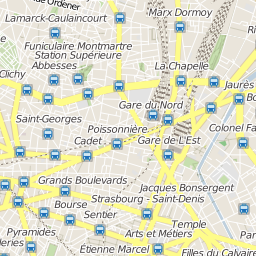 de Ordener
Marx Dormoy
Lamarck-Caulaincourt
Funiculaire Montmartre
Station Supérieure
Abbesses
La Chapelle
Clichy
Jaurès
Gare du Nord
Saint-Georges
Poissonnière
Colonel Fa
Cadet
Gare de L'Est
Grands Boulevards
Jacques Bonsergent
Bourse
Strasbourg - Saint-Denis
Sentier
Temple
Pyramides
Arts et Métiers
Étienne Marcel
Filles du Calvaire